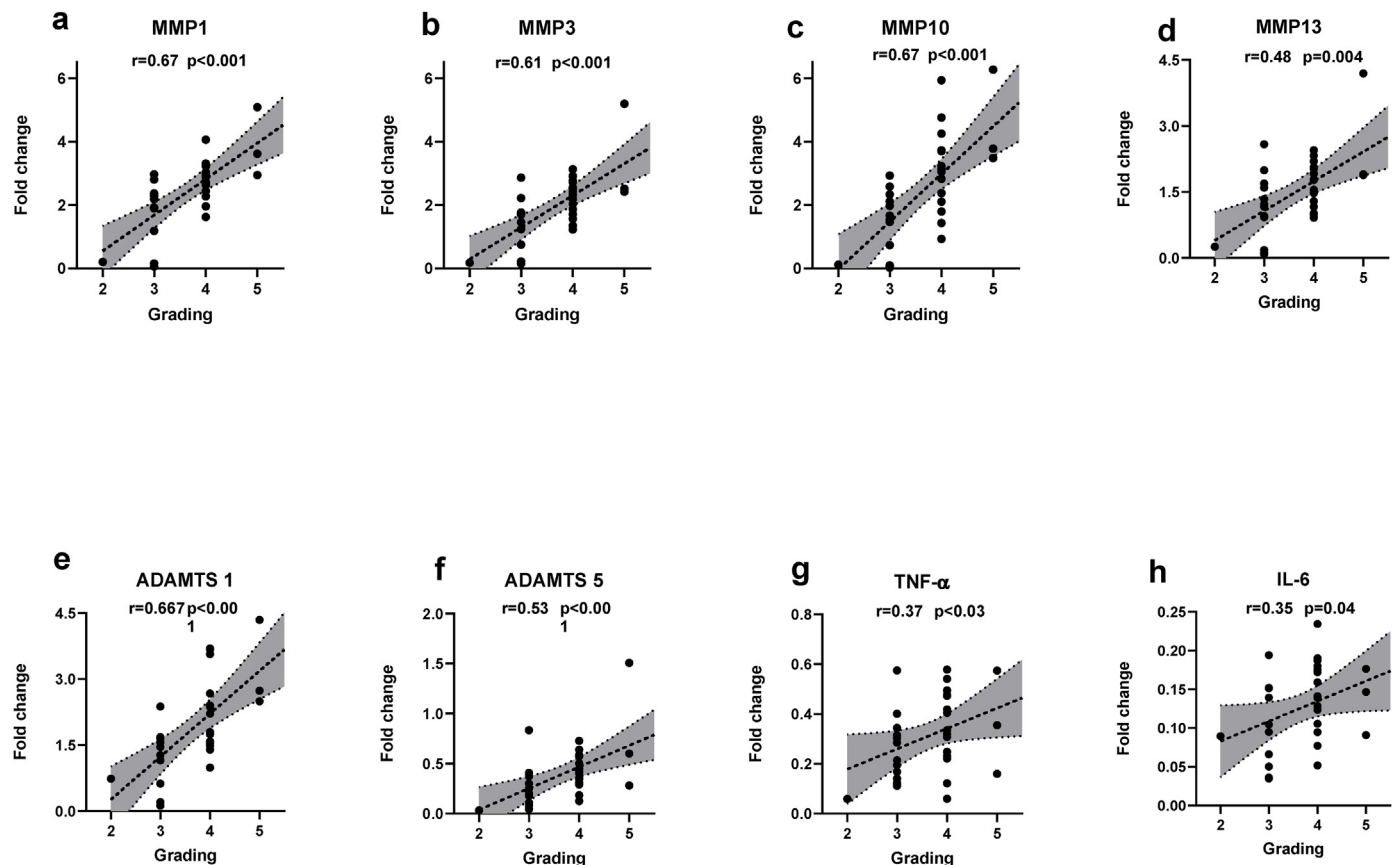 a
MMP1
r=0.67 p<0.001
Fold change
6
4
2
0
2 3 4 5
Grading
b
MMP3
r=0.61 p<0.001
Fold change
6
4
2
0
2 3 4 5
Grading
c
MMP10
r=0.67 p<0.001
Fold change
6
4
2
0
2 3 4 5
Grading
d
MMP13
r=0.48 p=0.004
Fold change
4.5
3.0
1.5
0.0
2 3 4 5
Grading
e
ADAMTS 1
r=0.667 p<0.00
1
Fold change
4.5
3.0
1.5
0.0
2 3 4 5
Grading
f
ADAMTS 5
r=0.53 p<0.00
1
Fold change
2.0
1.5
1.0
0.5
0.0
2 3 4 5
Grading
g
TNF-α
r=0.37 p<0.03
Fold change
0.8
0.6
0.4
0.2
0.0
2 3 4 5
Grading
h
IL-6
r=0.35 p=0.04
Fold change
0.25
0.20
0.15
0.10
0.05
0.00
2 3 4 5
Grading